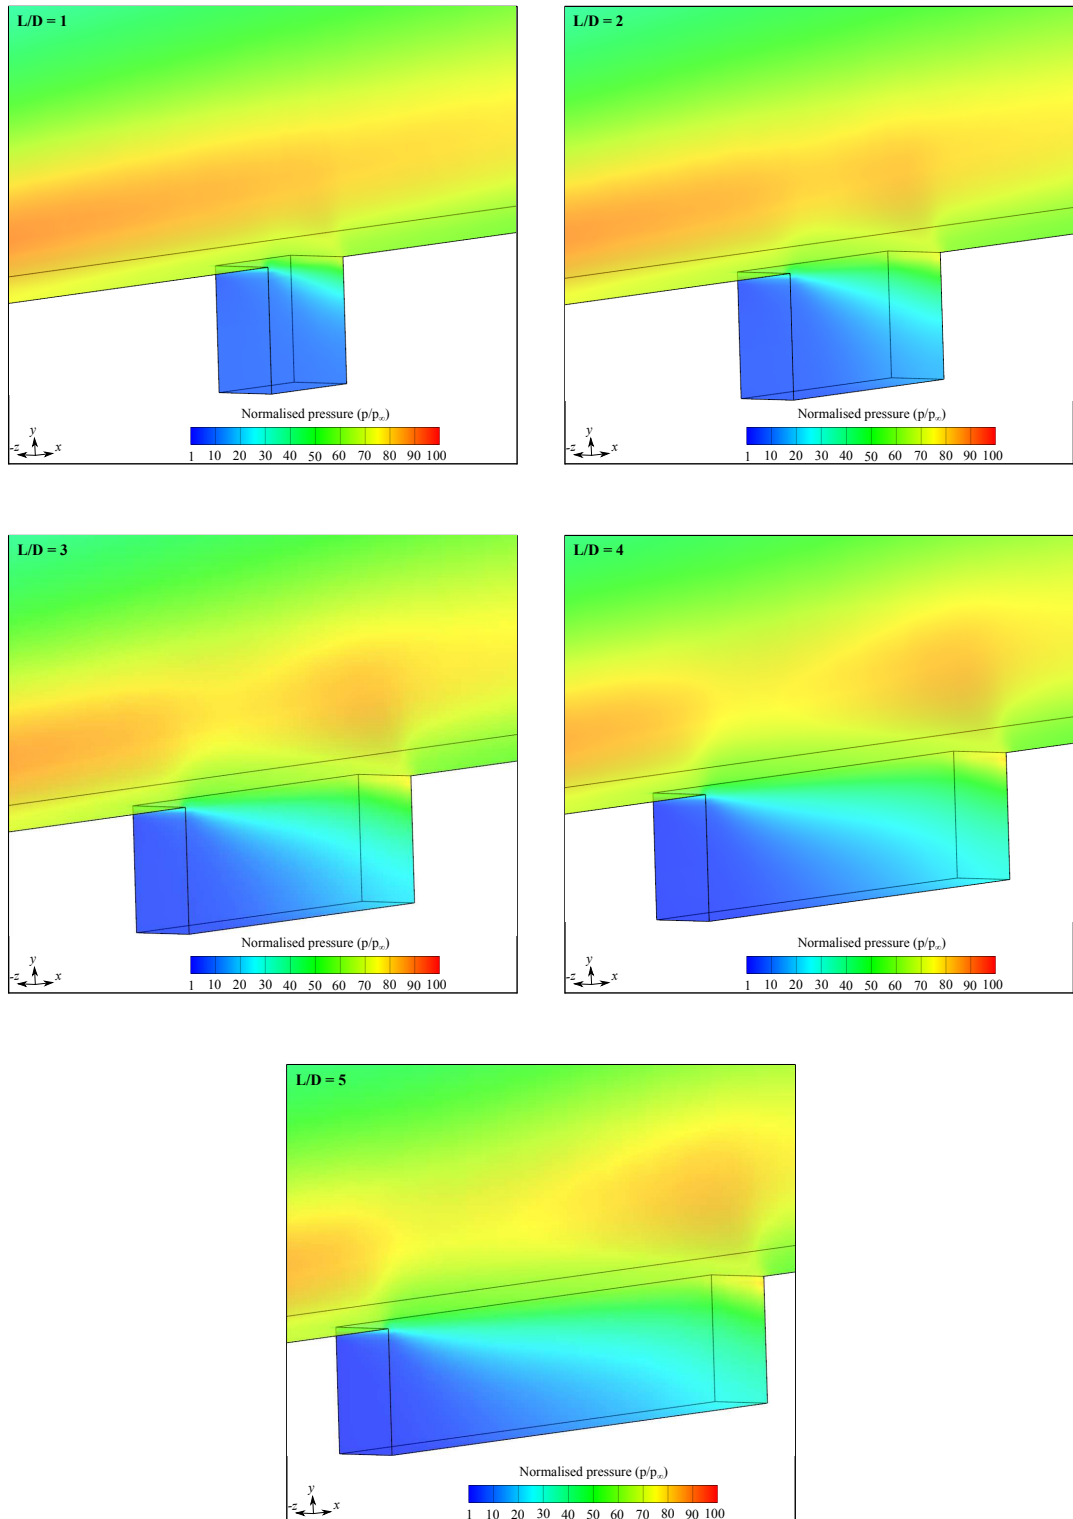 L/D = 1
Normalised pressure (p/p∞)
y
-z x
1 10 20 30 40 50 60 70 80 90 100
L/D = 2
Normalised pressure (p/p∞)
y
-z x
1 10 20 30 40 50 60 70 80 90 100
L/D = 3
Normalised pressure (p/p∞)
y
-z x
1 10 20 30 40 50 60 70 80 90 100
L/D = 4
Normalised pressure (p/p∞)
y
-z x
1 10 20 30 40 50 60 70 80 90 100
L/D = 5
Normalised pressure (p/p∞)
y
-z x
1 10 20 30 40 50 60 70 80 90 100